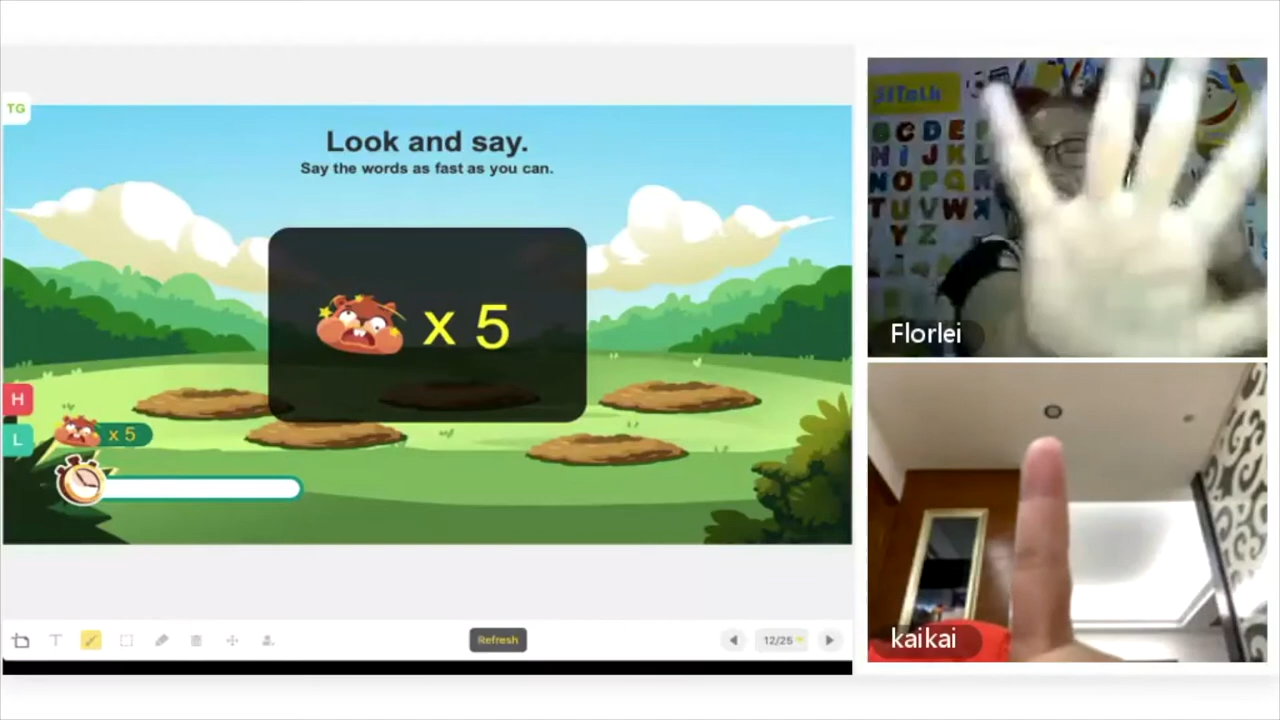 TG
Look and say.
Say the words as fast as you can.
x 5
H
L
x 5
T
Refresh
12/25
51Talk
C D E
H I J K L
N O P Q R
T U V W X
Y Z
Florlei
kaikai